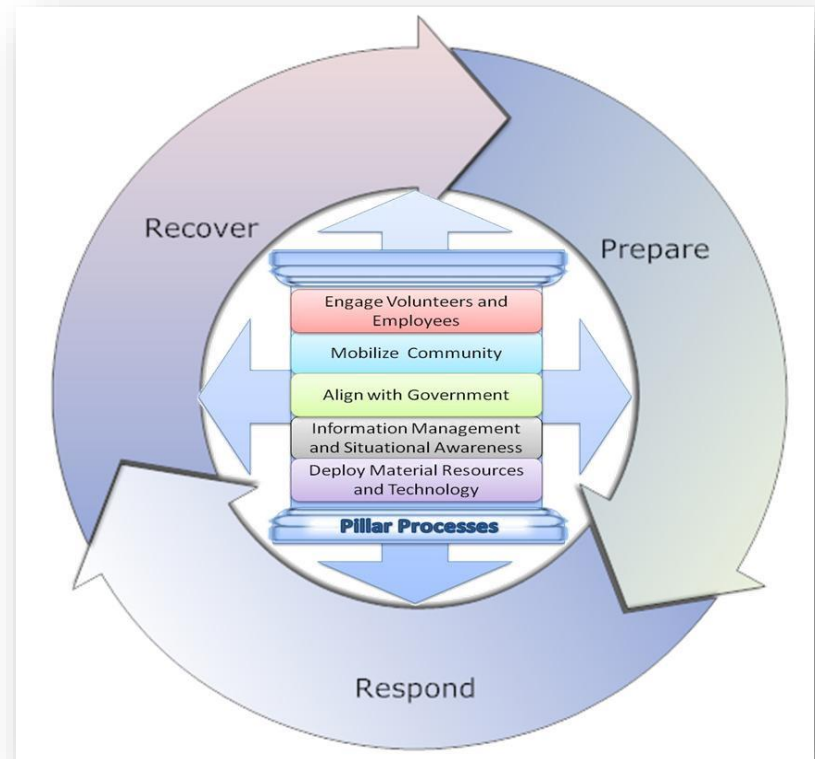 Recover
Prepare
Engage Volunteers and
Employees
Mobilize Community
Align with Government
Information Management
and Situational Awareness
Deploy Material Resources
and Technology
Pillar Processes
Respond